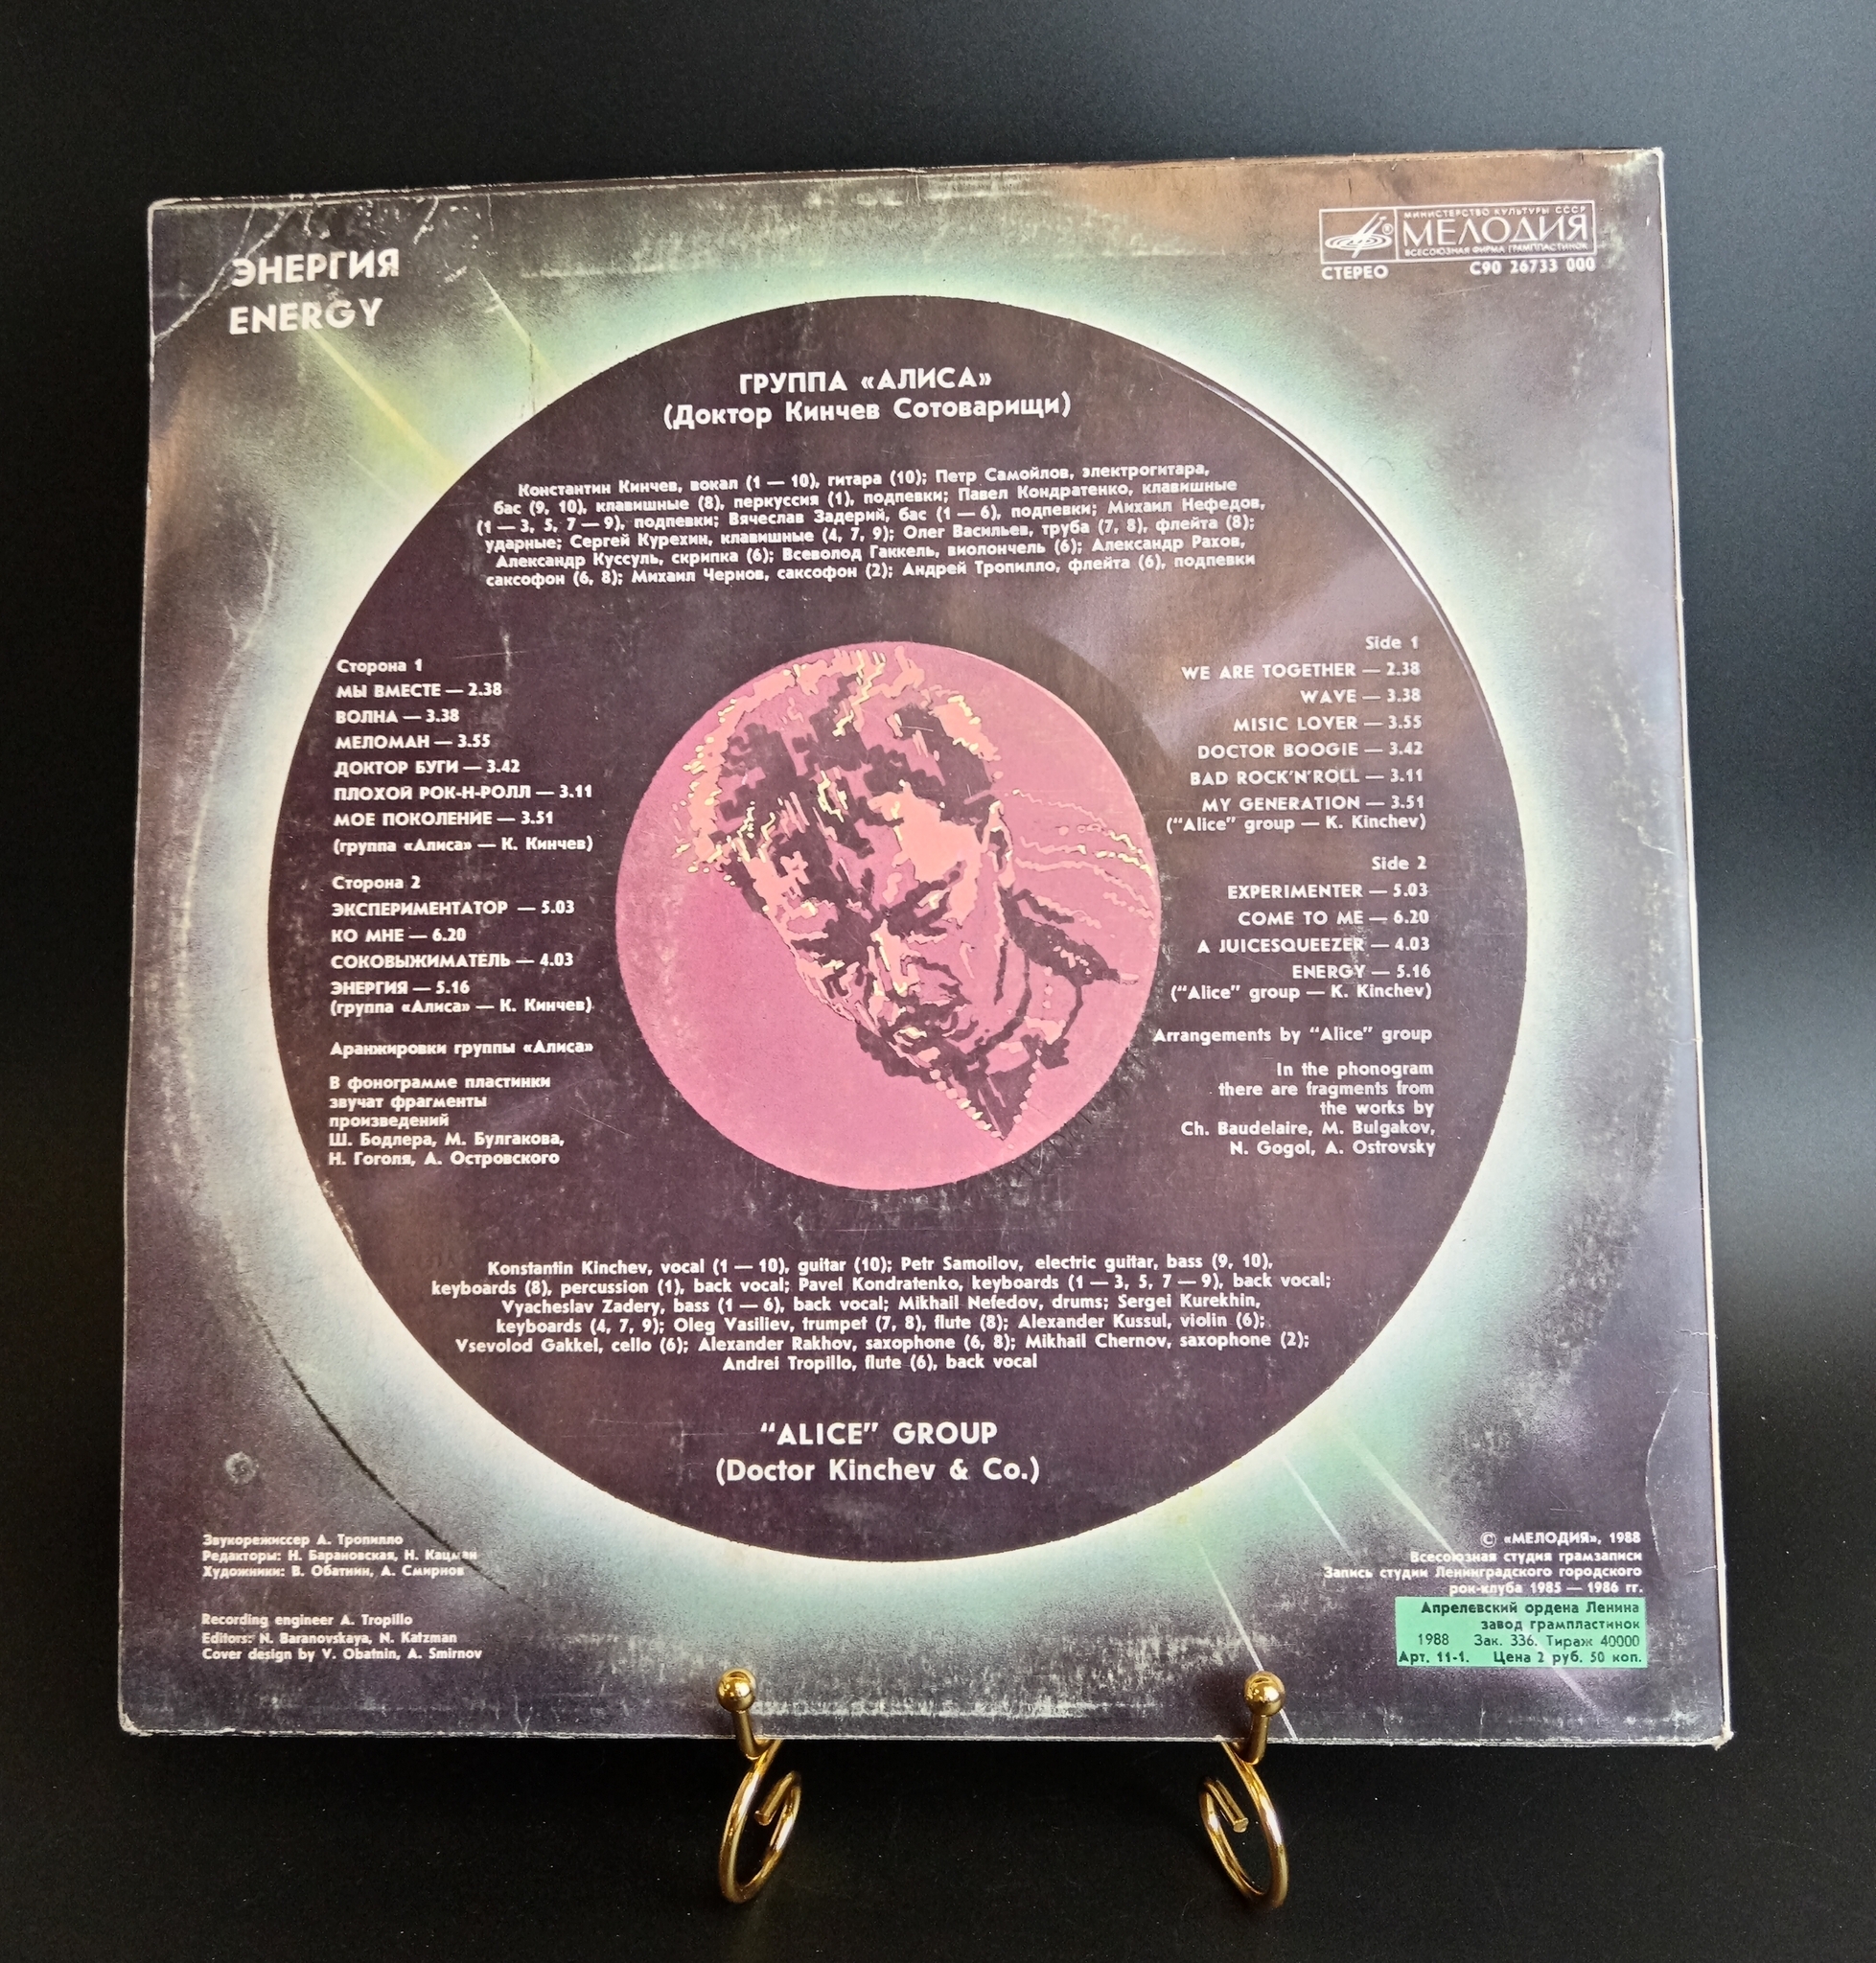 ЭНЕРГИЯ
ENERGY
МИНИСТЕРСТВО КУЛЬТУРЫ СССР
МЕЛОДИЯ
ВСЕСОЮЗНАЯ ФИРМА ГРАМПЛАСТИНОК
СТЕРЕО С90 26733 000
ГРУППА «АЛИСА»
(Доктор Кинчев Сотоварищи)
Константин Кинчев, вокал (1 — 10), гитара (10); Петр Самойлов, электрогитара,
бас (9, 10), клавишные (8), перкуссия (1), подпевки; Павел Кондратенко, клавишные
(1 — 3, 5, 7 — 9), подпевки; Вячеслав Задерий, бас (1 — 6), подпевки; Михаил Нефедов,
ударные; Сергей Курехин, клавишные (4, 7, 9); Олег Васильев, труба (7, 8), флейта (8);
Александр Куссуль, скрипка (6); Всеволод Гаккель, виолончель (6); Александр Рахов,
саксофон (6, 8); Михаил Чернов, саксофон (2); Андрей Тропилло, флейта (6), подпевки
Сторона 1
МЫ ВМЕСТЕ — 2.38
ВОЛНА — 3.38
МЕЛОМАН — 3.55
ДОКТОР БУГИ — 3.42
ПЛОХОЙ РОК-Н-РОЛЛ — 3.11
МОЕ ПОКОЛЕНИЕ — 3.51
(группа «Алиса» — К. Кинчев)
Сторона 2
ЭКСПЕРИМЕНТАТОР — 5.03
КО МНЕ — 6.20
СОКОВЫЖИМАТЕЛЬ — 4.03
ЭНЕРГИЯ — 5.16
(группа «Алиса» — К. Кинчев)
Аранжировки группы «Алиса»
В фонограмме пластинки
звучат фрагменты
произведений
Ш. Бодлера, М. Булгакова,
Н. Гоголя, А. Островского
Side 1
WE ARE TOGETHER — 2.38
WAVE — 3.38
MISIC LOVER — 3.55
DOCTOR BOOGIE — 3.42
BAD ROCK'N'ROLL — 3.11
MY GENERATION — 3.51
("Alice" group — K. Kinchev)
Side 2
EXPERIMENTER — 5.03
COME TO ME — 6.20
A JUICESQUEEZER — 4.03
ENERGY — 5.16
("Alice" group — K. Kinchev)
Arrangements by "Alice" group
In the phonogram
there are fragments from
the works by
Ch. Baudelaire, M. Bulgakov,
N. Gogol, A. Ostrovsky
Konstantin Kinchev, vocal (1 — 10), guitar (10); Petr Samoilov, electric guitar, bass (9, 10),
keyboards (8), percussion (1), back vocal; Pavel Kondratenko, keyboards (1 — 3, 5, 7 — 9), back vocal;
Vyacheslav Zadery, bass (1 — 6), back vocal; Mikhail Nefedov, drums; Sergei Kurekhin,
keyboards (4, 7, 9); Oleg Vasiliev, trumpet (7, 8), flute (8); Alexander Kussul, violin (6);
Vsevolod Gakkel, cello (6); Alexander Rakhov, saxophone (6, 8); Mikhail Chernov, saxophone (2);
Andrei Tropillo, flute (6), back vocal
"ALICE" GROUP
(Doctor Kinchev & Co.)
Звукорежиссер А. Тропилло
Редакторы: Н. Барановская, Н. Кацман
Художники: В. Обатнин, А. Смирнов
Recording engineer A. Tropillo
Editors: N. Baranovskaya, N. Katzman
Cover design by V. Obatnin, A. Smirnov
© «МЕЛОДИЯ», 1988
Всесоюзная студия грамзаписи
Запись студии Ленинградского городского
рок-клуба 1985 — 1986 гг.
Апрелевский ордена Ленина
завод грампластинок
1988 Зак. 336. Тираж 40000
Арт. 11-1. Цена 2 руб. 50 коп.